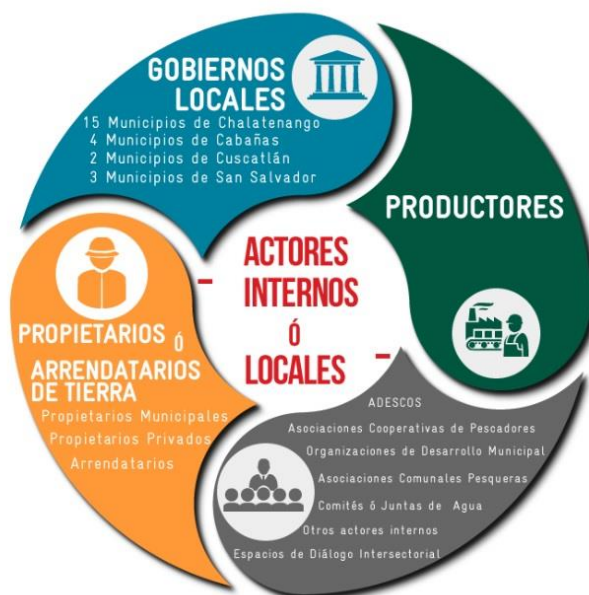 GOBIERNOS
LOCALES
15 Municipios de Chalatenango
4 Municipios de Cabañas
2 Municipios de Cuscatlán
3 Municipios de San Salvador
PRODUCTORES
- ACTORES
INTERNOS
Ó
LOCALES -
PROPIETARIOS Ó
ARRENDATARIOS
DE TIERRA
Propietarios Municipales
Propietarios Privados
Arrendatarios
ADESCOS
Asociaciones Cooperativas de Pescadores
Organizaciones de Desarrollo Municipal
Asociaciones Comunales Pesqueras
Comités ó Juntas de Agua
Otros actores internos
Espacios de Diálogo Intersectorial